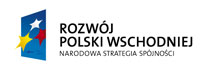 ROZWÓJ
POLSKI WSCHODNIEJ
NARODOWA STRATEGIA SPÓJNOŚCI